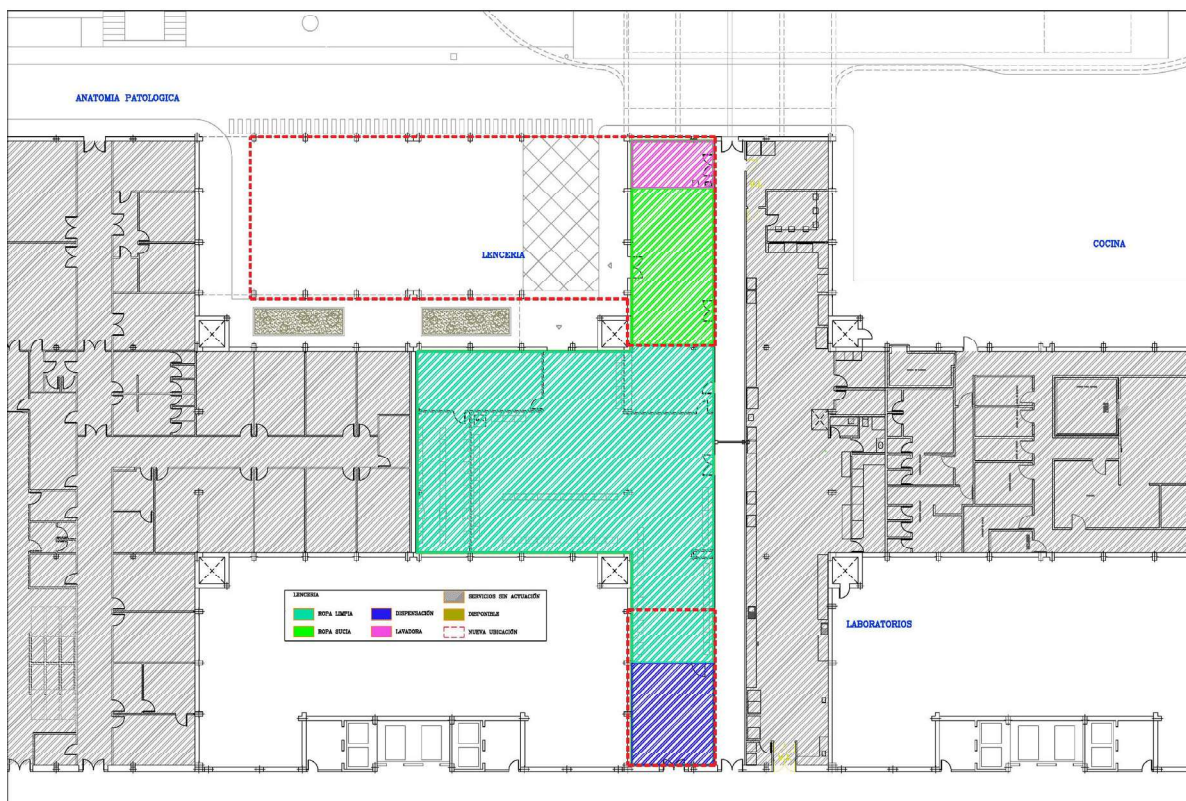 ANATOMIA PATOLOGICA
LENCERIA
COCINA
LENCERIA
SERVICIOS SIN ACTUACIÓN
ROPA LIMPIA
DISPENSACIÓN
DISPONIBLE
ROPA SUCIA
LAVADORA
NUEVA UBICACIÓN
LABORATORIOS